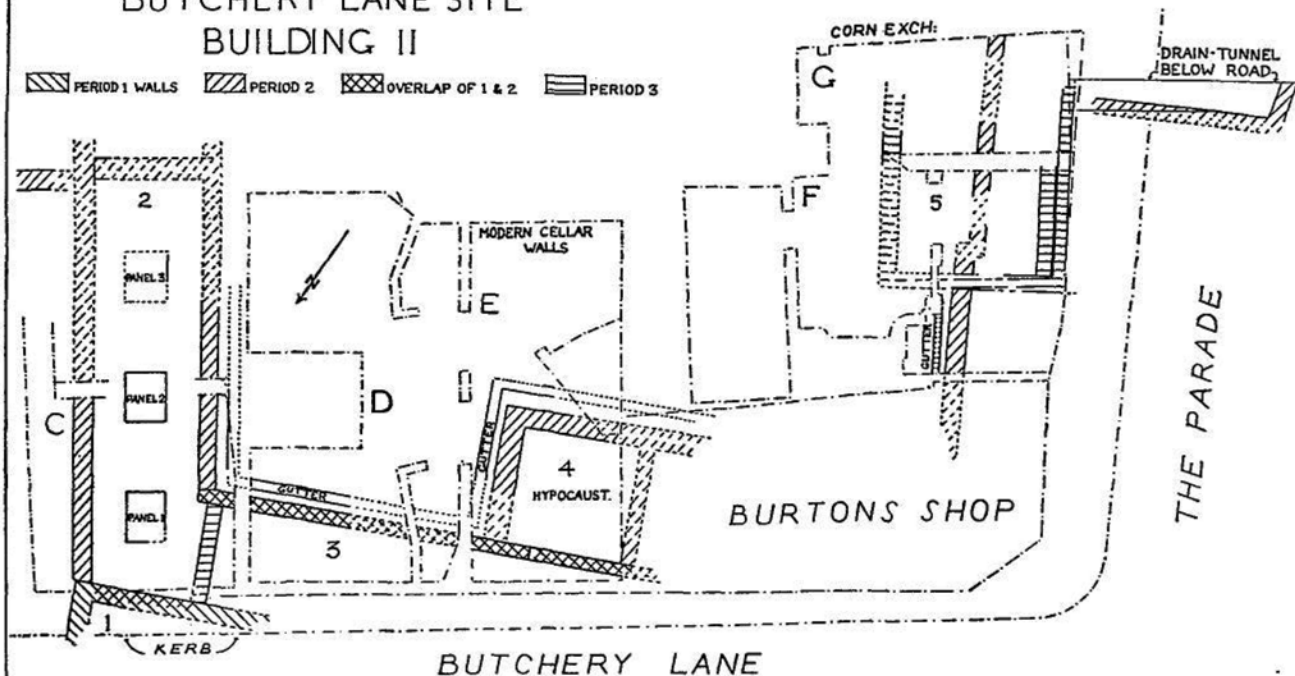 BUTCHERY LANE SITE
BUILDING II
PERIOD 1 WALLS
PERIOD 2
OVERLAP OF 1 & 2
PERIOD 3
CORN EXCH:
DRAIN-TUNNEL
BELOW ROAD
G
2
F
5
MODERN CELLAR
WALLS
PANEL 3
N
E
GUTTER
PANEL 2
C
D
THE PARADE
GUTTER
4
HYPOCAUST.
GUTTER
PANEL 1
BURTONS SHOP
3
1
KERB
BUTCHERY LANE